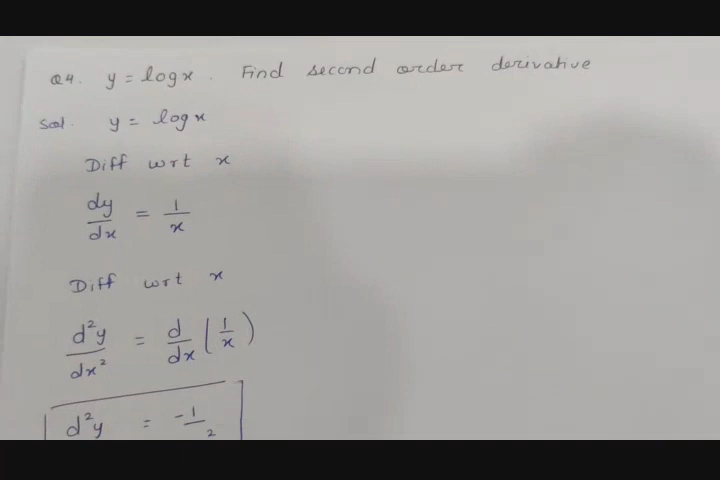 Q4. y = log x. Find second order derivative
Sol. y = log x
Diff wrt x
dy/dx = 1/x
Diff wrt x
d²y/dx² = d/dx (1/x)
d²y = -1/ 2